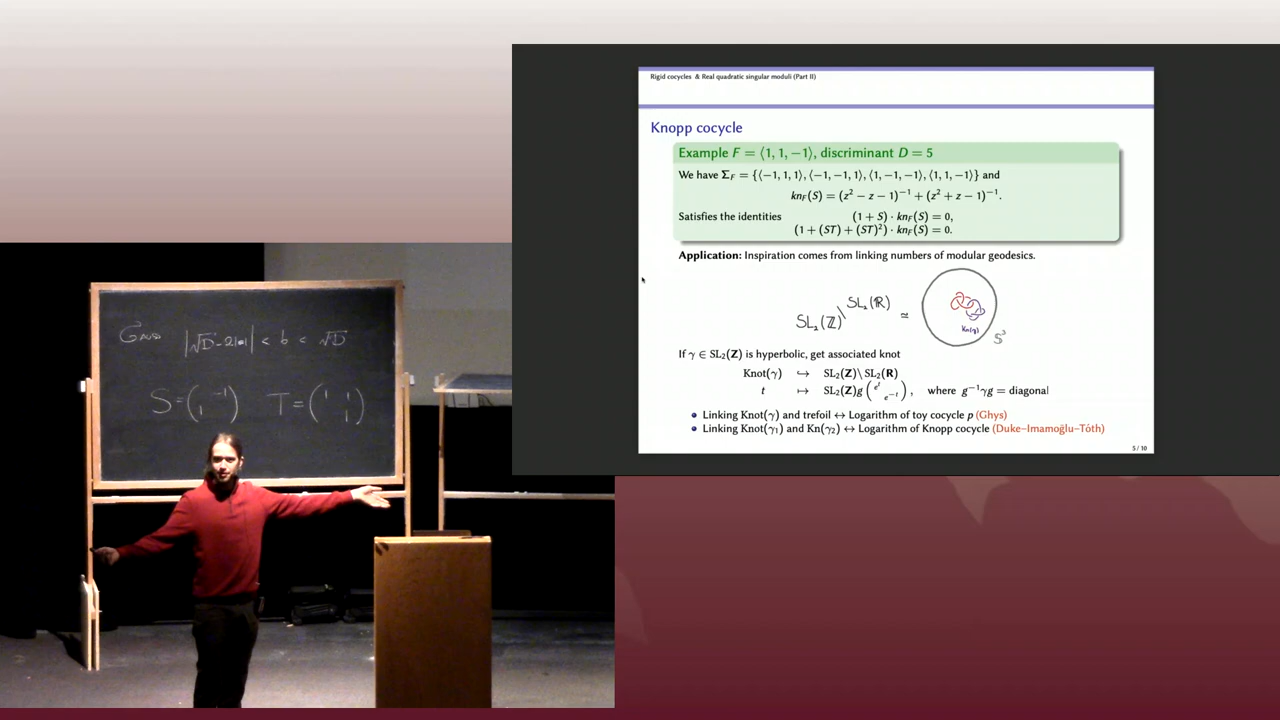 Gauss |√D-2|a|| < b < √D
S=( -1 1 ) T=( 1 1 1 )
Rigid cocycles & Real quadratic singular moduli (Part II)
Knopp cocycle
Example F = ⟨1, 1, −1⟩, discriminant D = 5
We have Σ_F = {⟨−1, 1, 1⟩, ⟨−1, −1, 1⟩, ⟨1, −1, −1⟩, ⟨1, 1, −1⟩} and
kn_F(S) = (z² − z − 1)⁻¹ + (z² + z − 1)⁻¹.
Satisfies the identities (1 + S) · kn_F(S) = 0,
(1 + (ST) + (ST)²) · kn_F(S) = 0.
Application: Inspiration comes from linking numbers of modular geodesics.
SL₂(ℤ)\SL₂(ℝ) ≃
Kn(γ)
S³
If γ ∈ SL₂(Z) is hyperbolic, get associated knot
Knot(γ) ↪ SL₂(Z)\SL₂(R)
t ↦ SL₂(Z)g ( eᵗ e⁻ᵗ ), where g⁻¹γg = diagonal
• Linking Knot(γ) and trefoil ↔ Logarithm of toy cocycle p (Ghys)
• Linking Knot(γ₁) and Kn(γ₂) ↔ Logarithm of Knopp cocycle (Duke–Imamoḡlu–Tóth)
5 / 10